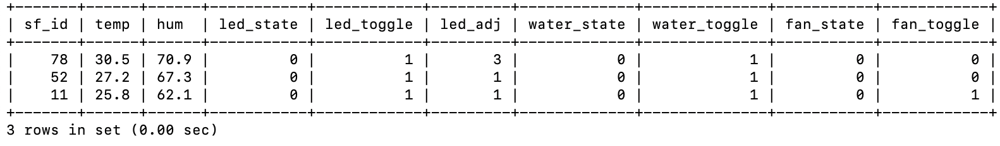 +-------+------+------+-----------+------------+---------+-------------+--------------+-----------+------------+
| sf_id | temp | hum  | led_state | led_toggle | led_adj | water_state | water_toggle | fan_state | fan_toggle |
+-------+------+------+-----------+------------+---------+-------------+--------------+-----------+------------+
|    78 | 30.5 | 70.9 |         0 |          1 |       3 |           0 |            1 |         0 |          0 |
|    52 | 27.2 | 67.3 |         0 |          1 |       1 |           0 |            1 |         0 |          0 |
|    11 | 25.8 | 62.1 |         0 |          1 |       1 |           0 |            1 |         0 |          1 |
+-------+------+------+-----------+------------+---------+-------------+--------------+-----------+------------+
3 rows in set (0.00 sec)